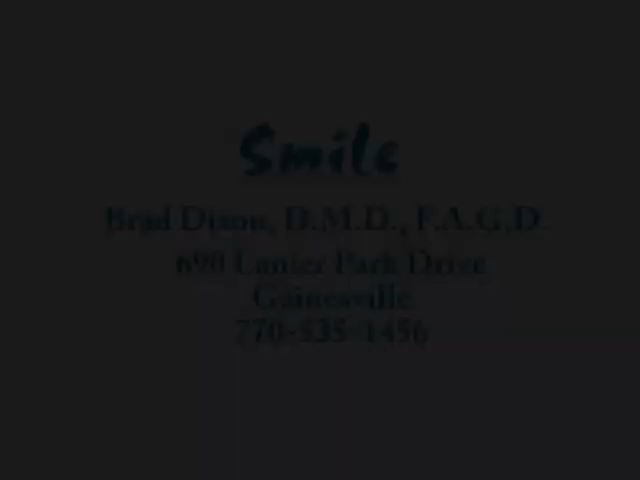 Smile
Brad Dixon, D.M.D., F.A.G.D.
690 Lanier Park Drive
Gainesville
770-535-1456